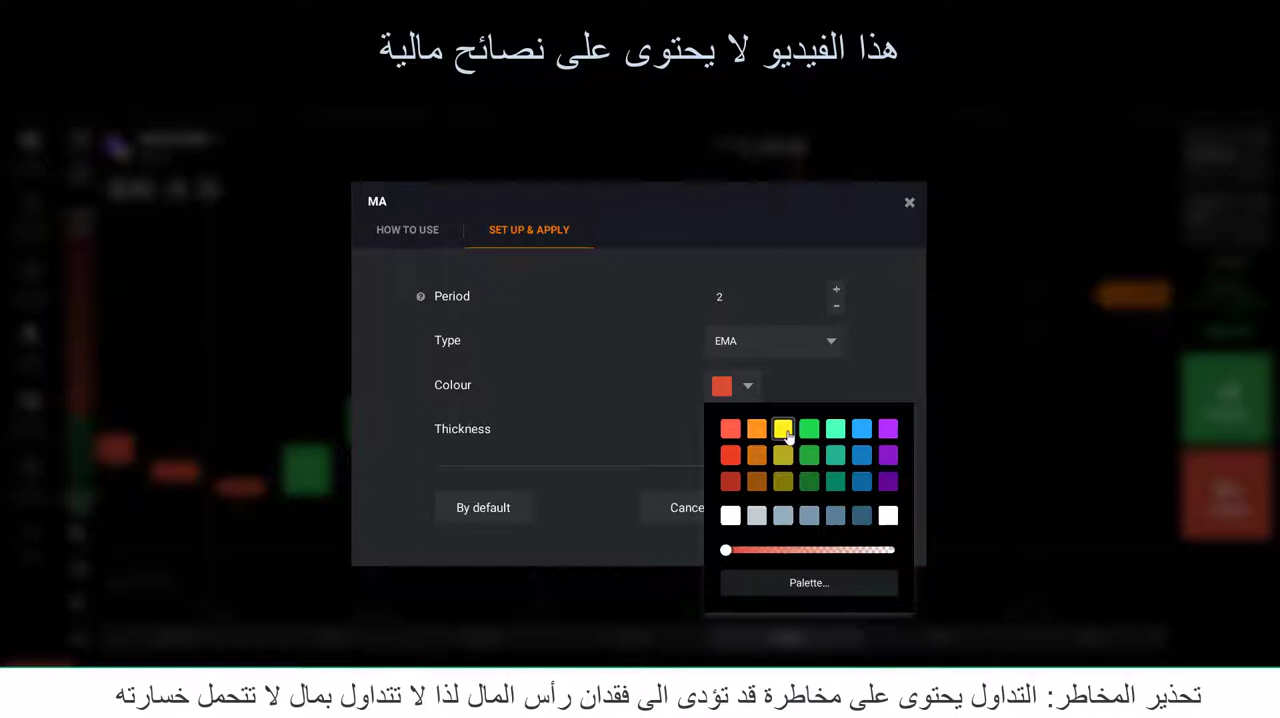 هذا الفيديو لا يحتوى على نصائح مالية
MA
HOW TO USE
SET UP & APPLY
Period
2
Type
EMA
Colour
Thickness
By default
Cance
Palette...
تحذير المخاطر: التداول يحتوى على مخاطرة قد تؤدى الى فقدان رأس المال لذا لا تتداول بمال لا تتحمل خسارته